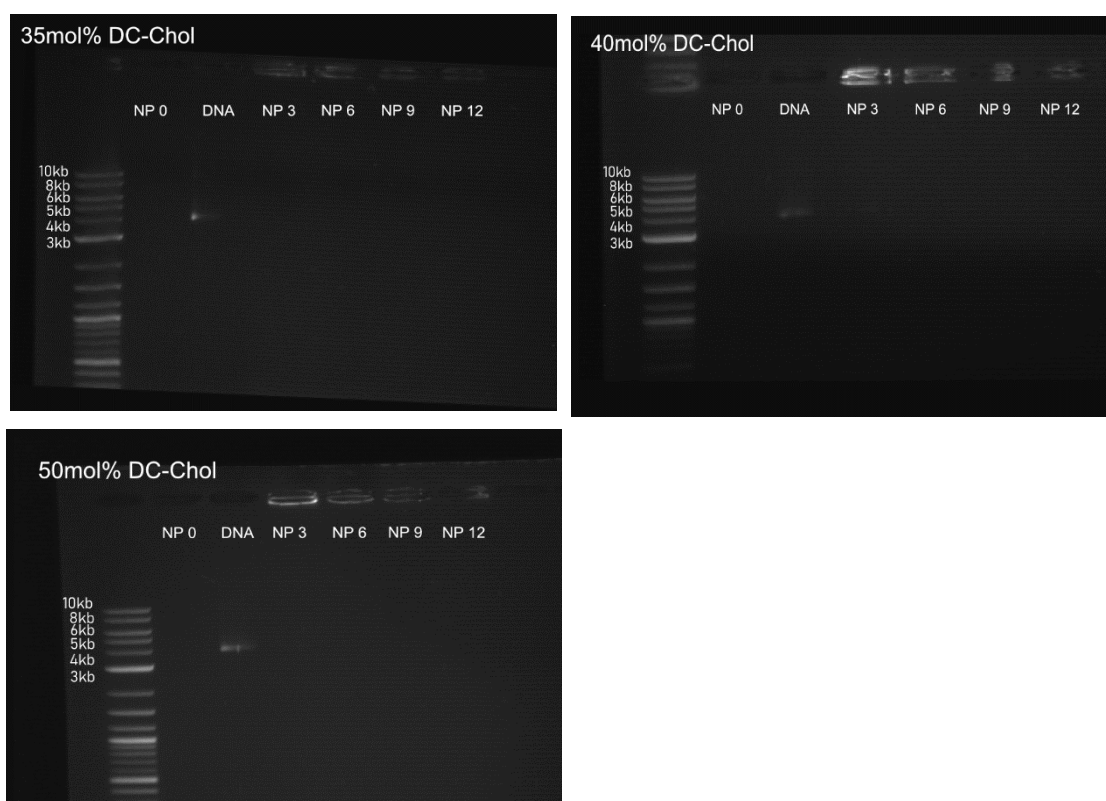 35mol% DC-Chol
NP 0 DNA NP 3 NP 6 NP 9 NP 12
10kb
8kb
6kb
5kb
4kb
3kb
40mol% DC-Chol
NP 0 DNA NP 3 NP 6 NP 9 NP 12
10kb
8kb
6kb
5kb
4kb
3kb
50mol% DC-Chol
NP 0 DNA NP 3 NP 6 NP 9 NP 12
10kb
8kb
6kb
5kb
4kb
3kb